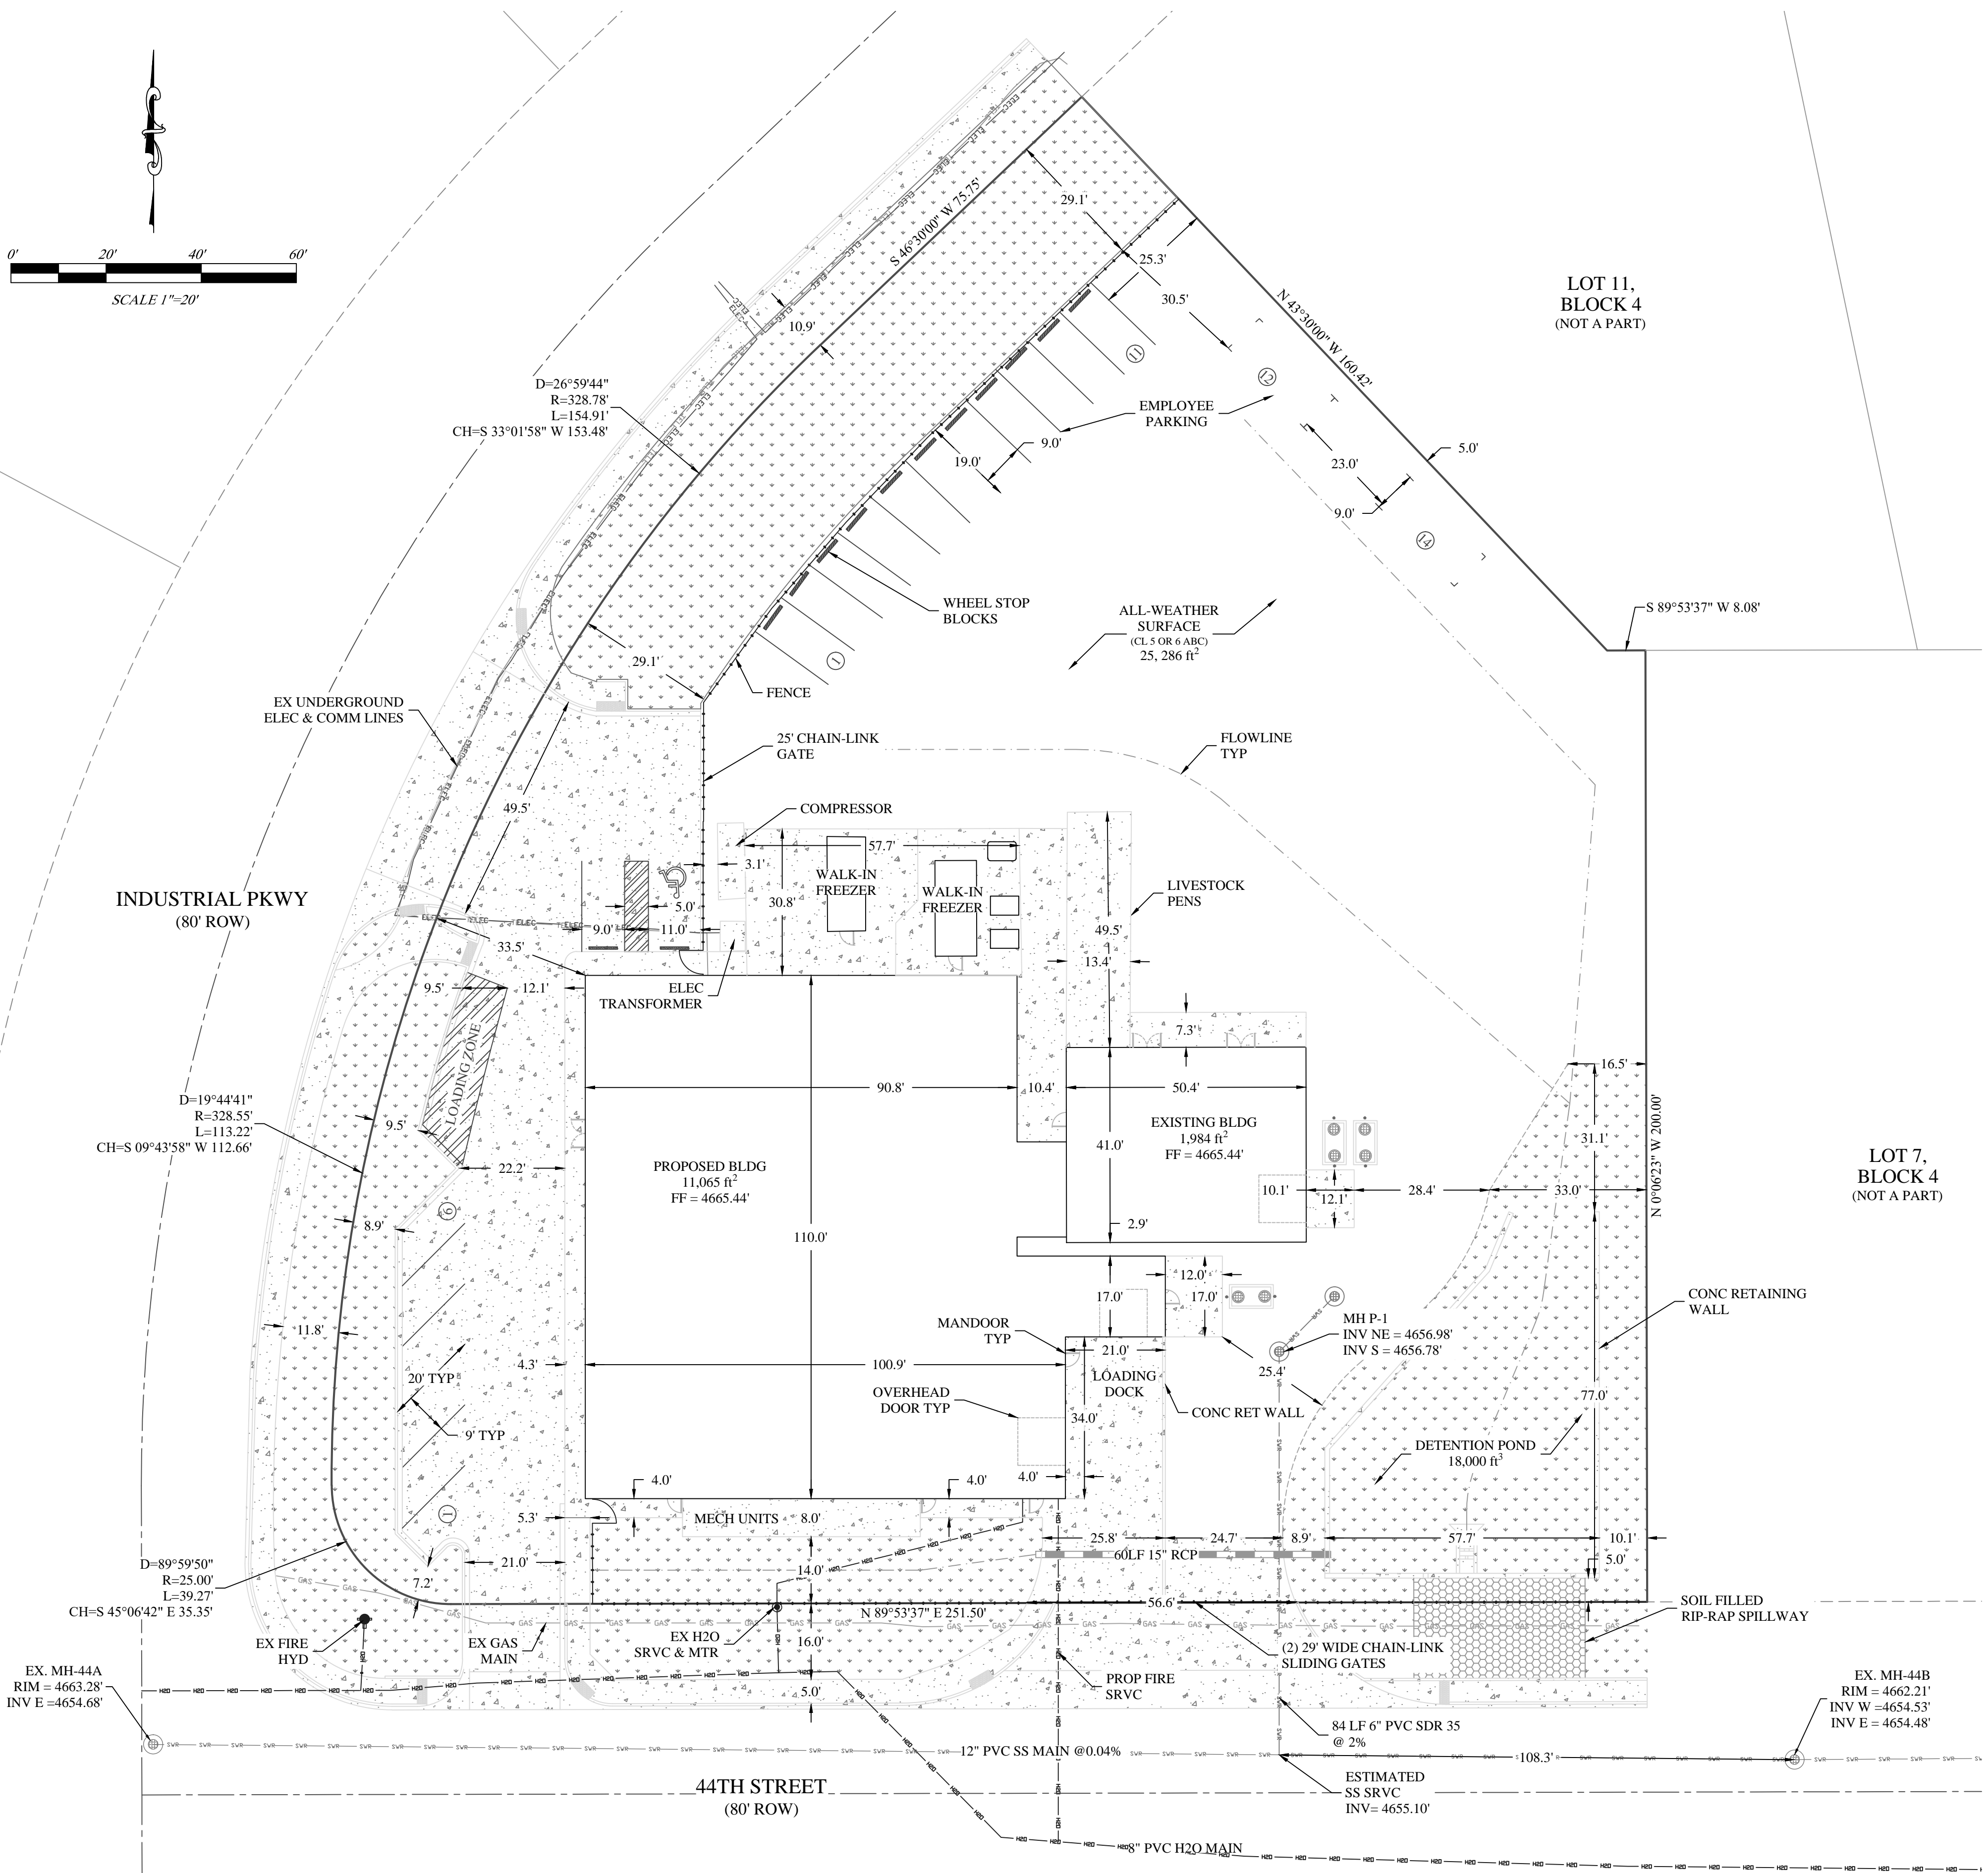 0' 20' 40' 60'
SCALE 1"=20'
29.1'
S 46°30'00" W 75.75'
25.3'
30.5'
10.9'
N 43°30'00" W 160.42'
LOT 11,
BLOCK 4
(NOT A PART)
D=26°59'44"
R=328.78'
L=154.91'
CH=S 33°01'58" W 153.48'
11
12
EMPLOYEE
PARKING
9.0'
19.0'
23.0'
5.0'
9.0'
14
WHEEL STOP
BLOCKS
ALL-WEATHER
SURFACE
(CL 5 OR 6 ABC)
25, 286 ft²
S 89°53'37" W 8.08'
29.1'
1
FENCE
EX UNDERGROUND
ELEC & COMM LINES
25' CHAIN-LINK
GATE
FLOWLINE
TYP
49.5'
COMPRESSOR
57.7'
3.1'
WALK-IN
FREEZER
WALK-IN
FREEZER
30.8'
LIVESTOCK
PENS
INDUSTRIAL PKWY
(80' ROW)
5.0'
9.0'
11.0'
49.5'
13.4'
33.5'
ELEC
TRANSFORMER
9.5'
12.1'
LOADING ZONE
7.3'
90.8'
10.4'
50.4'
16.5'
D=19°44'41"
R=328.55'
L=113.22'
CH=S 09°43'58" W 112.66'
9.5'
22.2'
PROPOSED BLDG
11,065 ft²
FF = 4665.44'
41.0'
EXISTING BLDG
1,984 ft²
FF = 4665.44'
31.1'
N 0°06'23" W 200.00'
LOT 7,
BLOCK 4
(NOT A PART)
10.1'
12.1'
28.4'
33.0'
6
8.9'
2.9'
110.0'
12.0'
17.0'
17.0'
CONC RETAINING
WALL
11.8'
MANDOOR
TYP
MH P-1
INV NE = 4656.98'
INV S = 4656.78'
4.3'
100.9'
21.0'
25.4'
20' TYP
LOADING
DOCK
OVERHEAD
DOOR TYP
77.0'
34.0'
CONC RET WALL
9' TYP
DETENTION POND
18,000 ft³
4.0'
4.0'
4.0'
1
5.3'
MECH UNITS
8.0'
25.8'
24.7'
8.9'
57.7'
10.1'
D=89°59'50"
R=25.00'
L=39.27'
CH=S 45°06'42" E 35.35'
21.0'
60LF 15" RCP
5.0'
14.0'
7.2'
GAS GAS GAS
N 89°53'37" E 251.50'
56.6'
SOIL FILLED
RIP-RAP SPILLWAY
EX FIRE
HYD
EX GAS
MAIN
EX H2O
SRVC & MTR
16.0'
(2) 29' WIDE CHAIN-LINK
SLIDING GATES
EX. MH-44A
RIM = 4663.28'
INV E =4654.68'
PROP FIRE
SRVC
5.0'
EX. MH-44B
RIM = 4662.21'
INV W =4654.53'
INV E = 4654.48'
84 LF 6" PVC SDR 35
@ 2%
12" PVC SS MAIN @0.04%
108.3'
44TH STREET
(80' ROW)
ESTIMATED
SS SRVC
INV= 4655.10'
8" PVC H2O MAIN